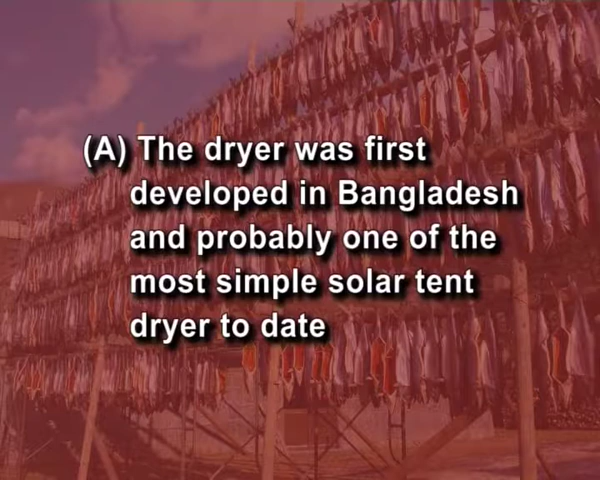 (A) The dryer was first
developed in Bangladesh
and probably one of the
most simple solar tent
dryer to date